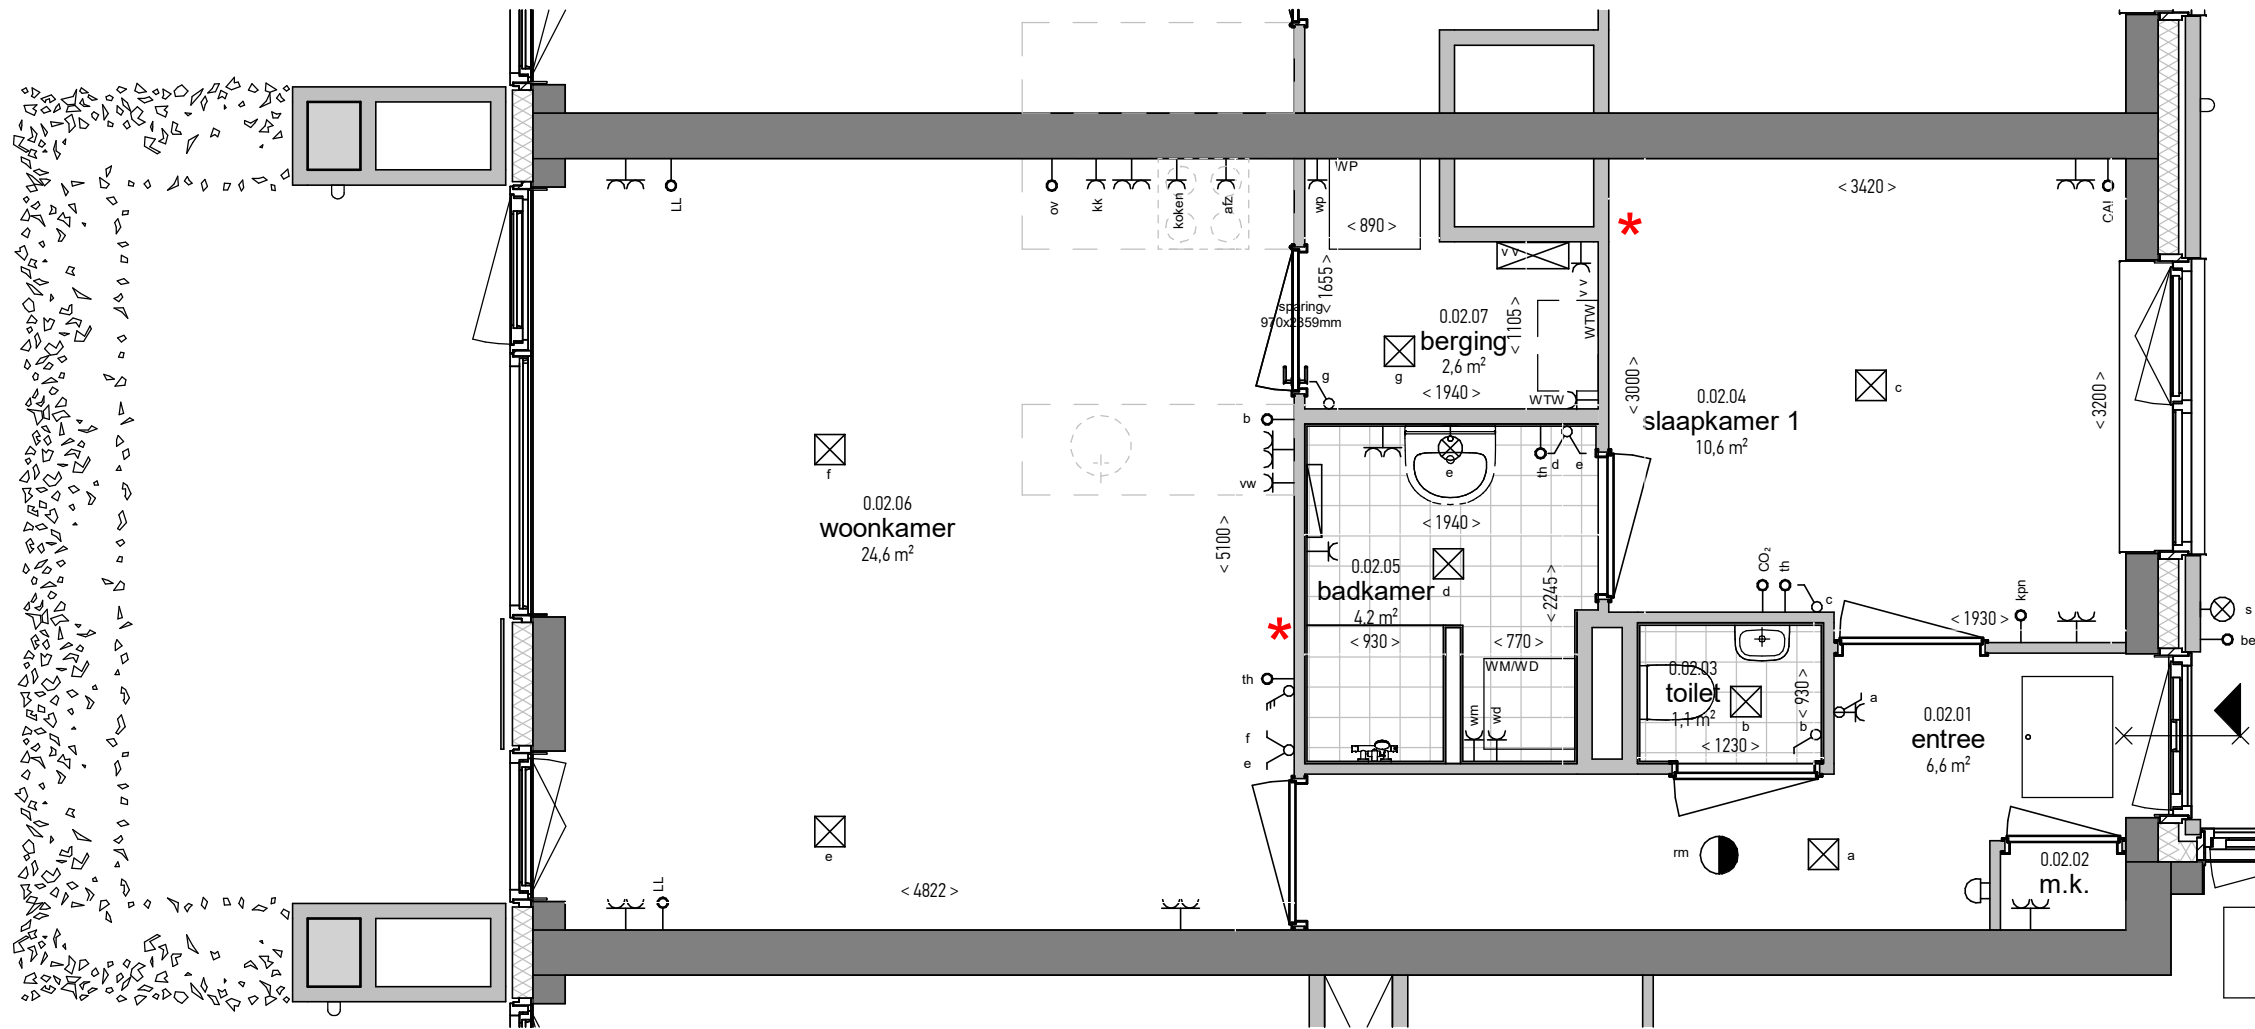 WP
< 3420 >
LL
ov
kk
koken
afz
wp
< 890 >
CAI
*
v v
< 1655 >
v v
sparing
970x2359mm
0.02.07
berging
2,6 m²
< 1105 >
WTW
g
g
< 1940 >
WTW
< 3000 >
0.02.04
slaapkamer 1
10,6 m²
c
< 3200 >
b
vw
f
e
th
d
e
0.02.06
woonkamer
24,6 m²
< 5100 >
< 1940 >
0.02.05
badkamer
4,2 m²
d
< 2245 >
CO₂
th
c
kpn
< 1930 >
s
be
*
< 930 >
< 770 >
WM/WD
0.02.03
toilet
1,1 m²
b
< 930 >
b
< 1230 >
a
0.02.01
entree
6,6 m²
th
f
e
wm
wd
e
rm
a
0.02.02
m.k.
LL
< 4822 >